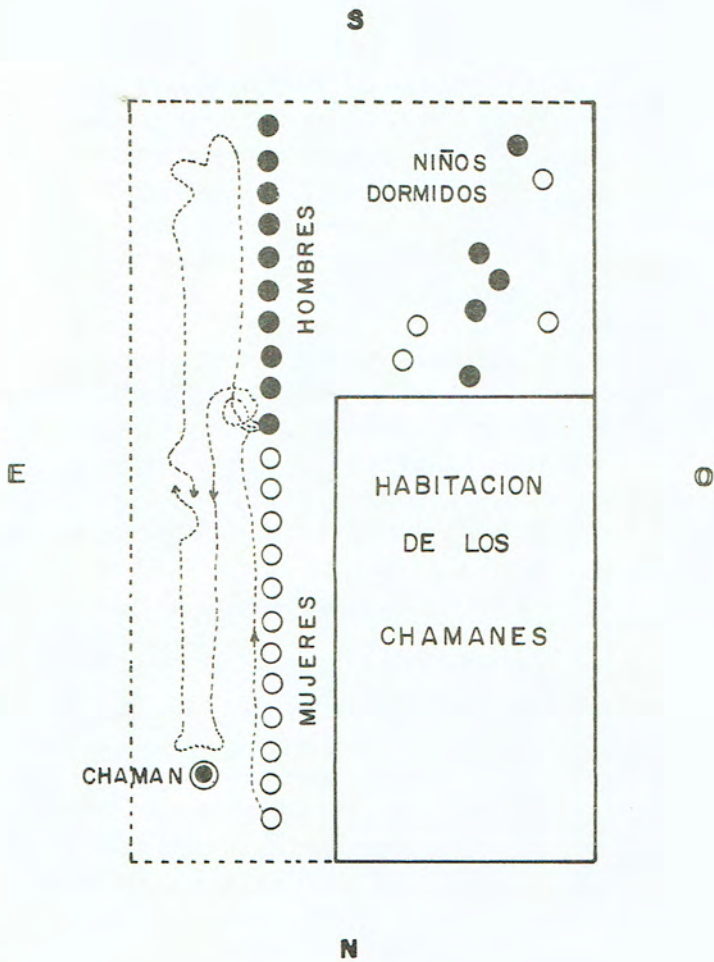 S
NIÑOS
DORMIDOS
HOMBRES
E
O
HABITACION
DE LOS
CHAMANES
MUJERES
CHAMAN
N